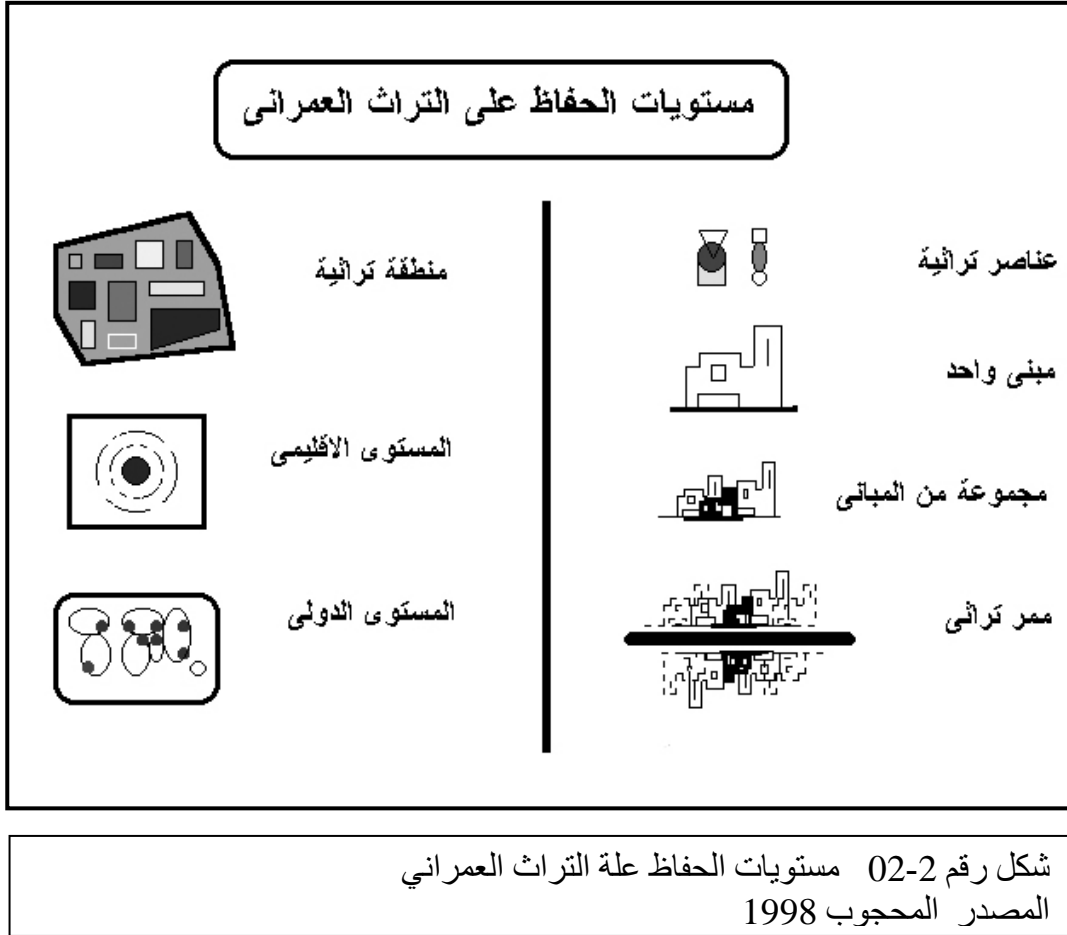 مستويات الحفاظ على التراث العمرانى
عناصر تراثية
مبنى واحد
مجموعة من المبانى
ممر تراثى
منطقة تراثية
المستوى الاقليمى
المستوى الدولى
شكل رقم 2-02 مستويات الحفاظ علة التراث العمراني
المصدر المحجوب 1998